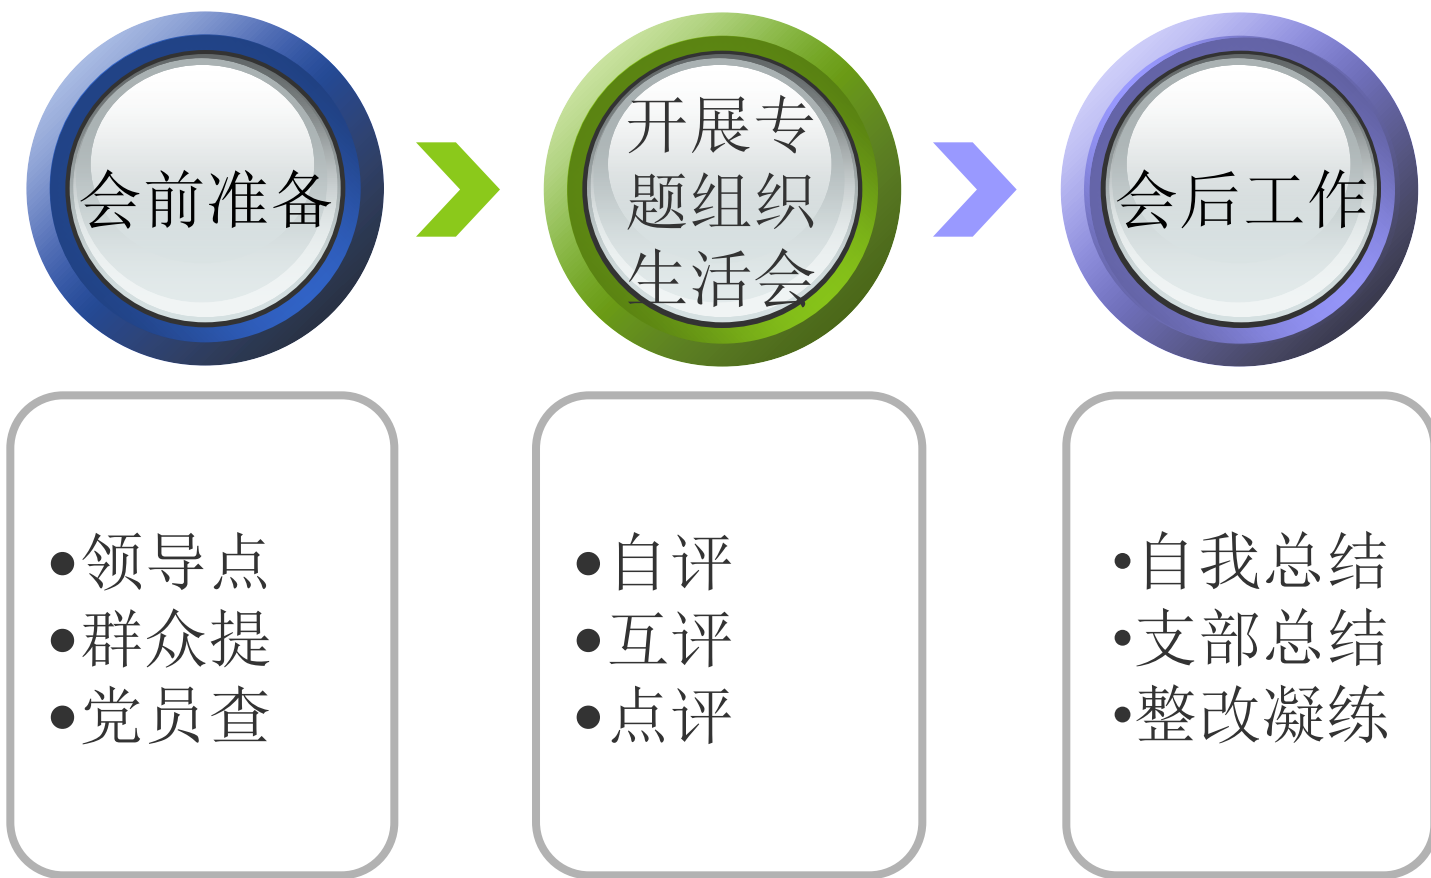 会前准备
开展专
题组织
生活会
会后工作
•领导点
•群众提
•党员查
•自评
•互评
•点评
•自我总结
•支部总结
•整改凝练